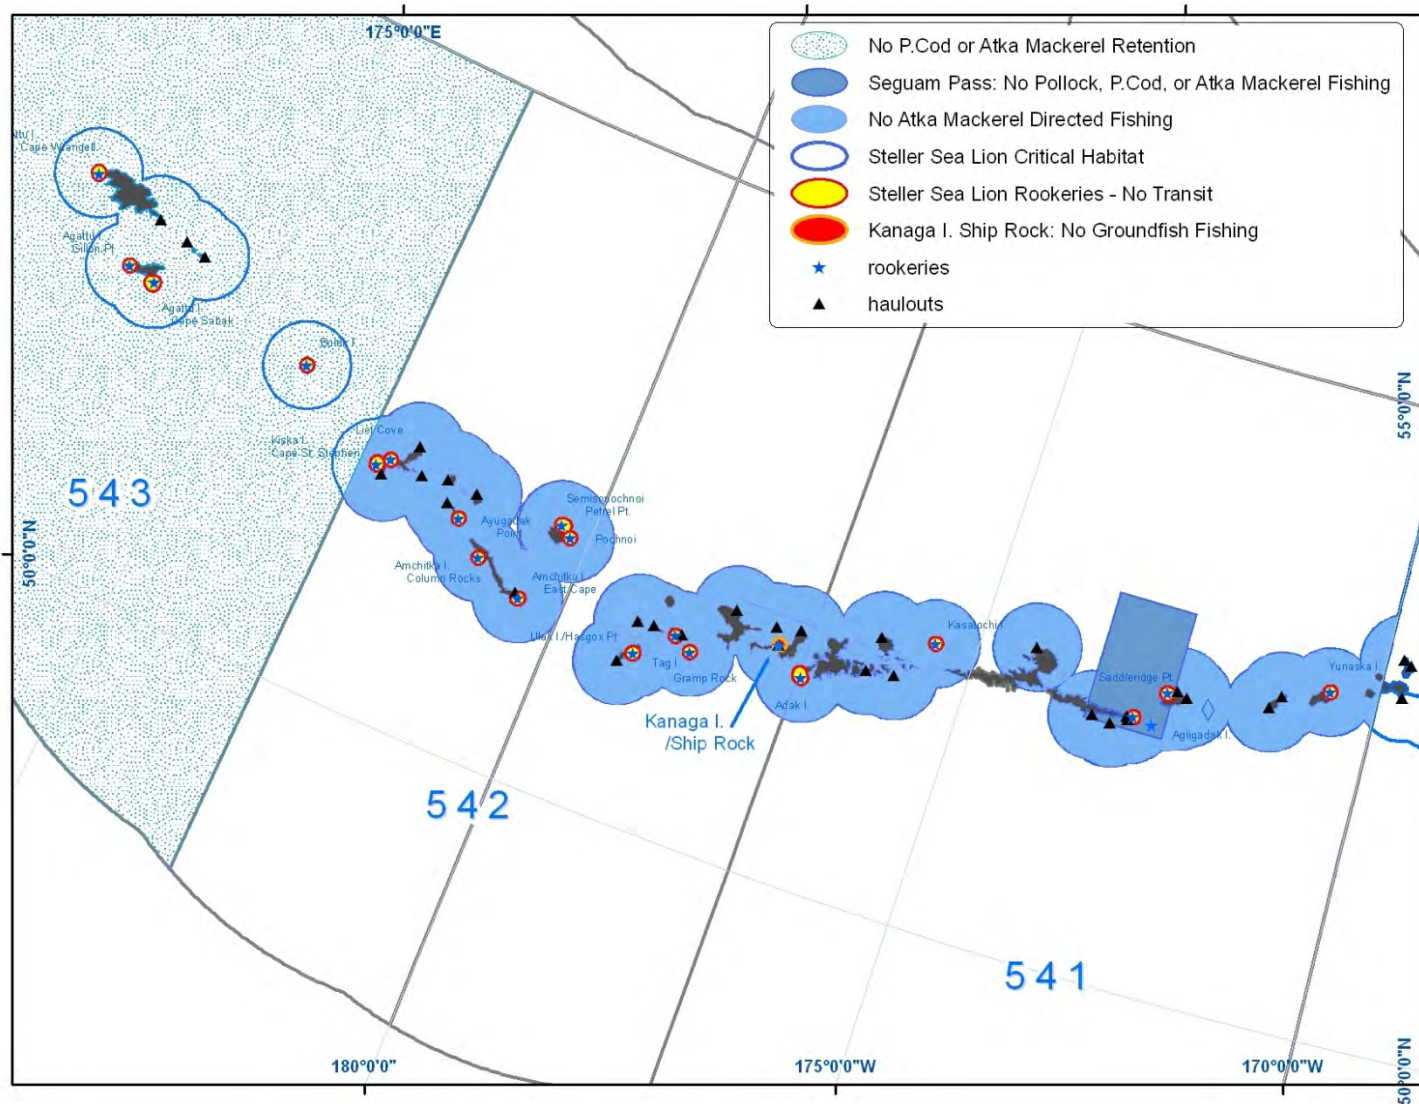 175°0'0"E
No P.Cod or Atka Mackerel Retention
Seguam Pass: No Pollock, P.Cod, or Atka Mackerel Fishing
No Atka Mackerel Directed Fishing
Steller Sea Lion Critical Habitat
Steller Sea Lion Rookeries - No Transit
Kanaga I. Ship Rock: No Groundfish Fishing
rookeries
haulouts
Cape Wrangell
Agattu I.
Gillon Pt.
Agattu I.
Cape Sabak
Buldir I.
55°0'0"N
Lief Cove
Kiska I.
Cape St. Stephen
543
50°0'0"N
Semisopochnoi
Petrel Pt.
Pochnoi
Ayugadak
Point
Amchitka I.
Column Rocks
Amchitka I.
East Cape
Ulak I./Hasgox Pt.
Tag I.
Gramp Rock
Kasatochi I.
Adak I.
Kanaga I.
/Ship Rock
Saddleridge Pt.
Agligadak I.
Yunaska I.
542
541
180°0'0"
175°0'0"W
170°0'0"W
50°0'0"N